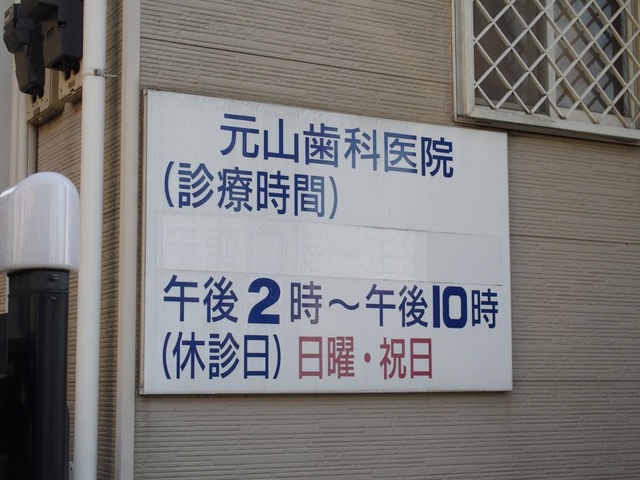 元山歯科医院
(診療時間)
午後2時～午後10時
(休診日)日曜・祝日